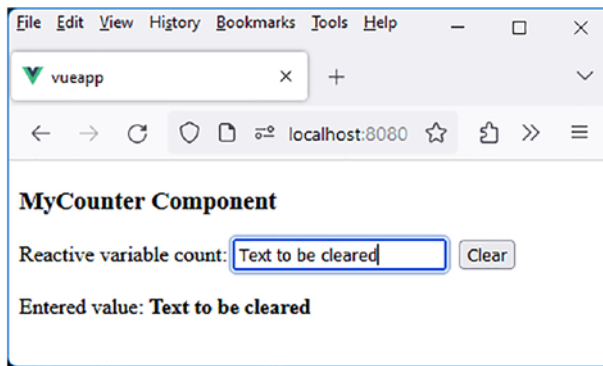 File Edit View History Bookmarks Tools Help
vueapp
localhost:8080
MyCounter Component
Reactive variable count: Text to be cleared Clear
Entered value: Text to be cleared